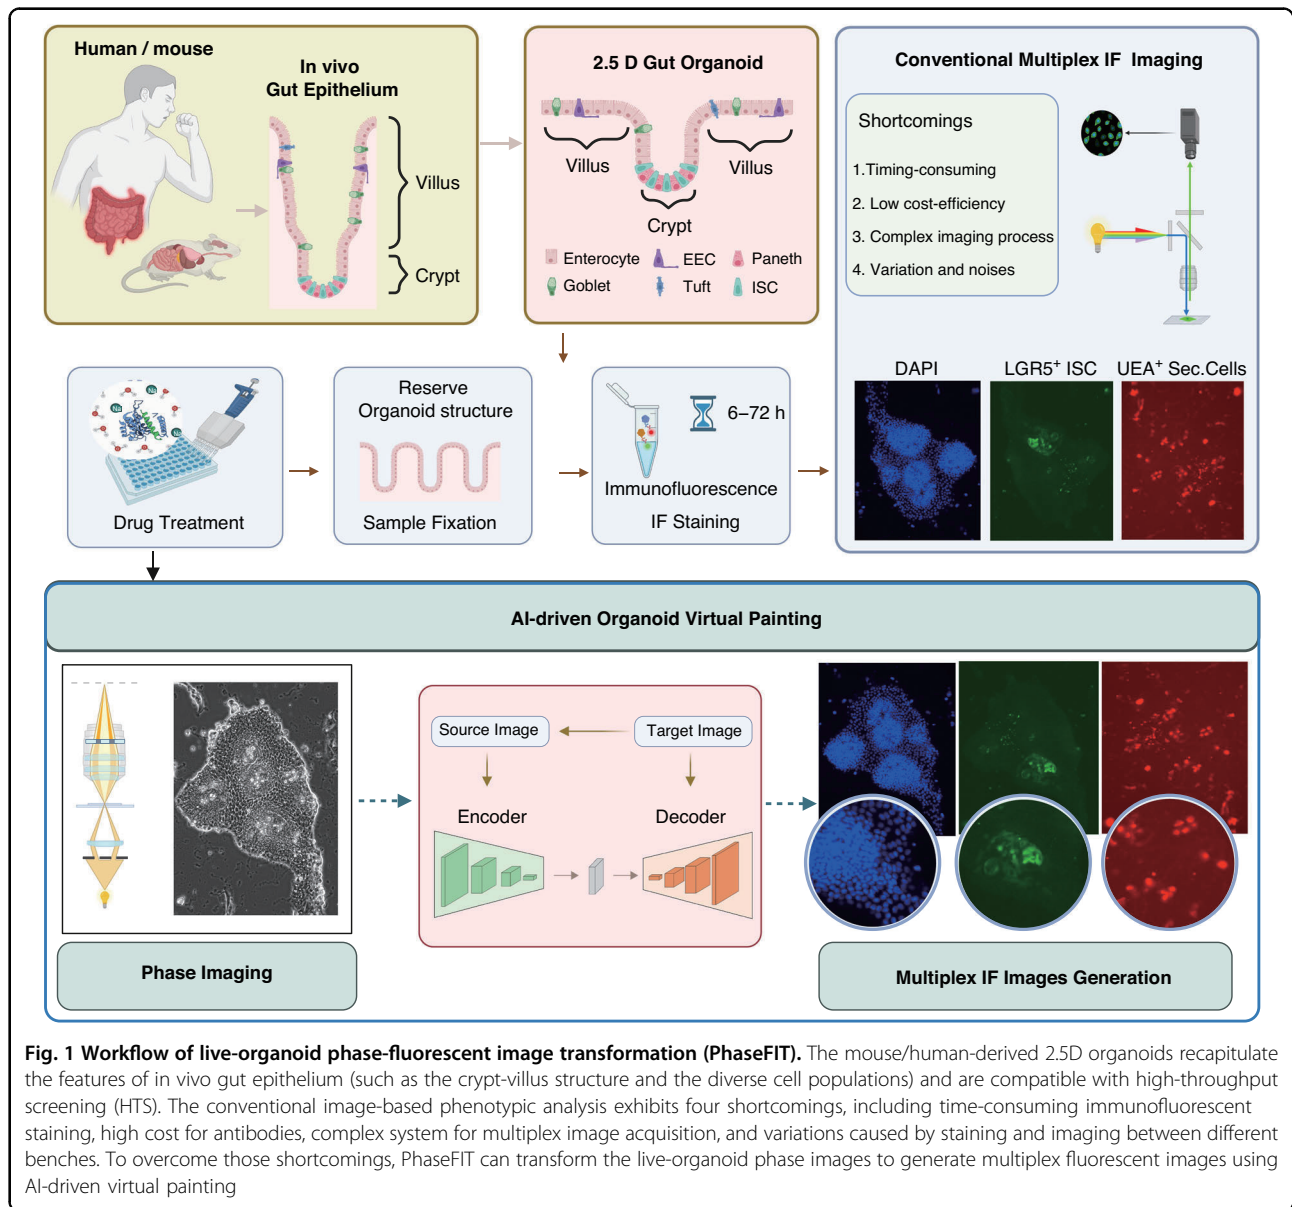 Human / mouse
In vivo
Gut Epithelium
Villus
Crypt
2.5 D Gut Organoid
Villus
Villus
Crypt
Enterocyte
EEC
Paneth
Goblet
Tuft
ISC
Conventional Multiplex IF Imaging
Shortcomings
1.Timing-consuming
2. Low cost-efficiency
3. Complex imaging process
4. Variation and noises
DAPI
LGR5⁺ ISC
UEA⁺ Sec.Cells
Na
Na
Na
Drug Treatment
Reserve
Organoid structure
Sample Fixation
6–72 h
Immunofluorescence
IF Staining
AI-driven Organoid Virtual Painting
Source Image
Target Image
Encoder
Decoder
Phase Imaging
Multiplex IF Images Generation
Fig. 1 Workflow of live-organoid phase-fluorescent image transformation (PhaseFIT). The mouse/human-derived 2.5D organoids recapitulate
the features of in vivo gut epithelium (such as the crypt-villus structure and the diverse cell populations) and are compatible with high-throughput
screening (HTS). The conventional image-based phenotypic analysis exhibits four shortcomings, including time-consuming immunofluorescent
staining, high cost for antibodies, complex system for multiplex image acquisition, and variations caused by staining and imaging between different
benches. To overcome those shortcomings, PhaseFIT can transform the live-organoid phase images to generate multiplex fluorescent images using
AI-driven virtual painting